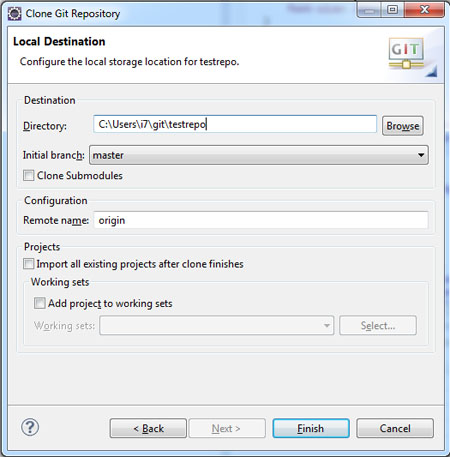 Clone Git Repository
Local Destination
Configure the local storage location for testrepo.
GIT
Destination
Directory: C:\Users\i7\git\testrepo Browse
Initial branch: master
Clone Submodules
Configuration
Remote name: origin
Projects
Import all existing projects after clone finishes
Working sets
Add project to working sets
Working sets: Select...
? < Back Next > Finish Cancel